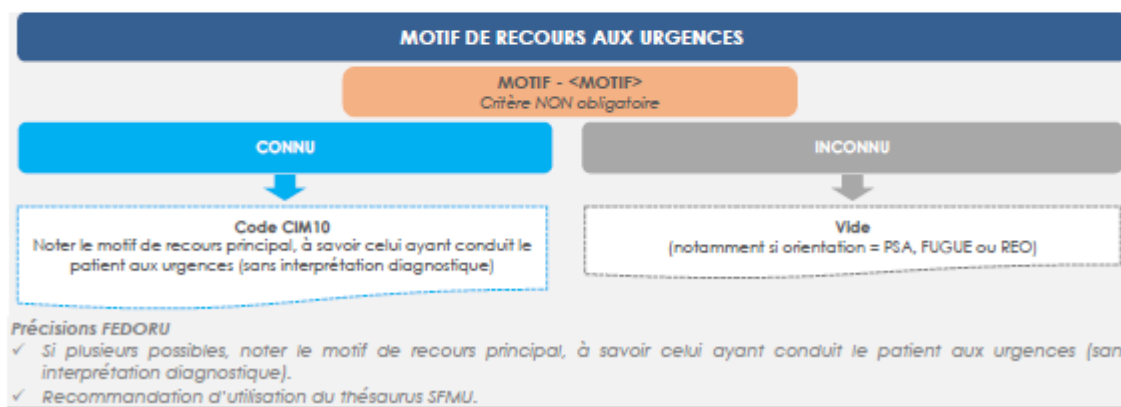 MOTIF DE RECOURS AUX URGENCES
MOTIF - <MOTIF>
Critère NON obligatoire
CONNU
INCONNU
Code CIM10
Noter le motif de recours principal, à savoir celui ayant conduit le
patient aux urgences (sans interprétation diagnostique)
Vide
(notamment si orientation = PSA, FUGUE ou REO)
Précisions FEDORU
✓ Si plusieurs possibles, noter le motif de recours principal, à savoir celui ayant conduit le patient aux urgences (sans
interprétation diagnostique).
✓ Recommandation d'utilisation du thésaurus SFMU.